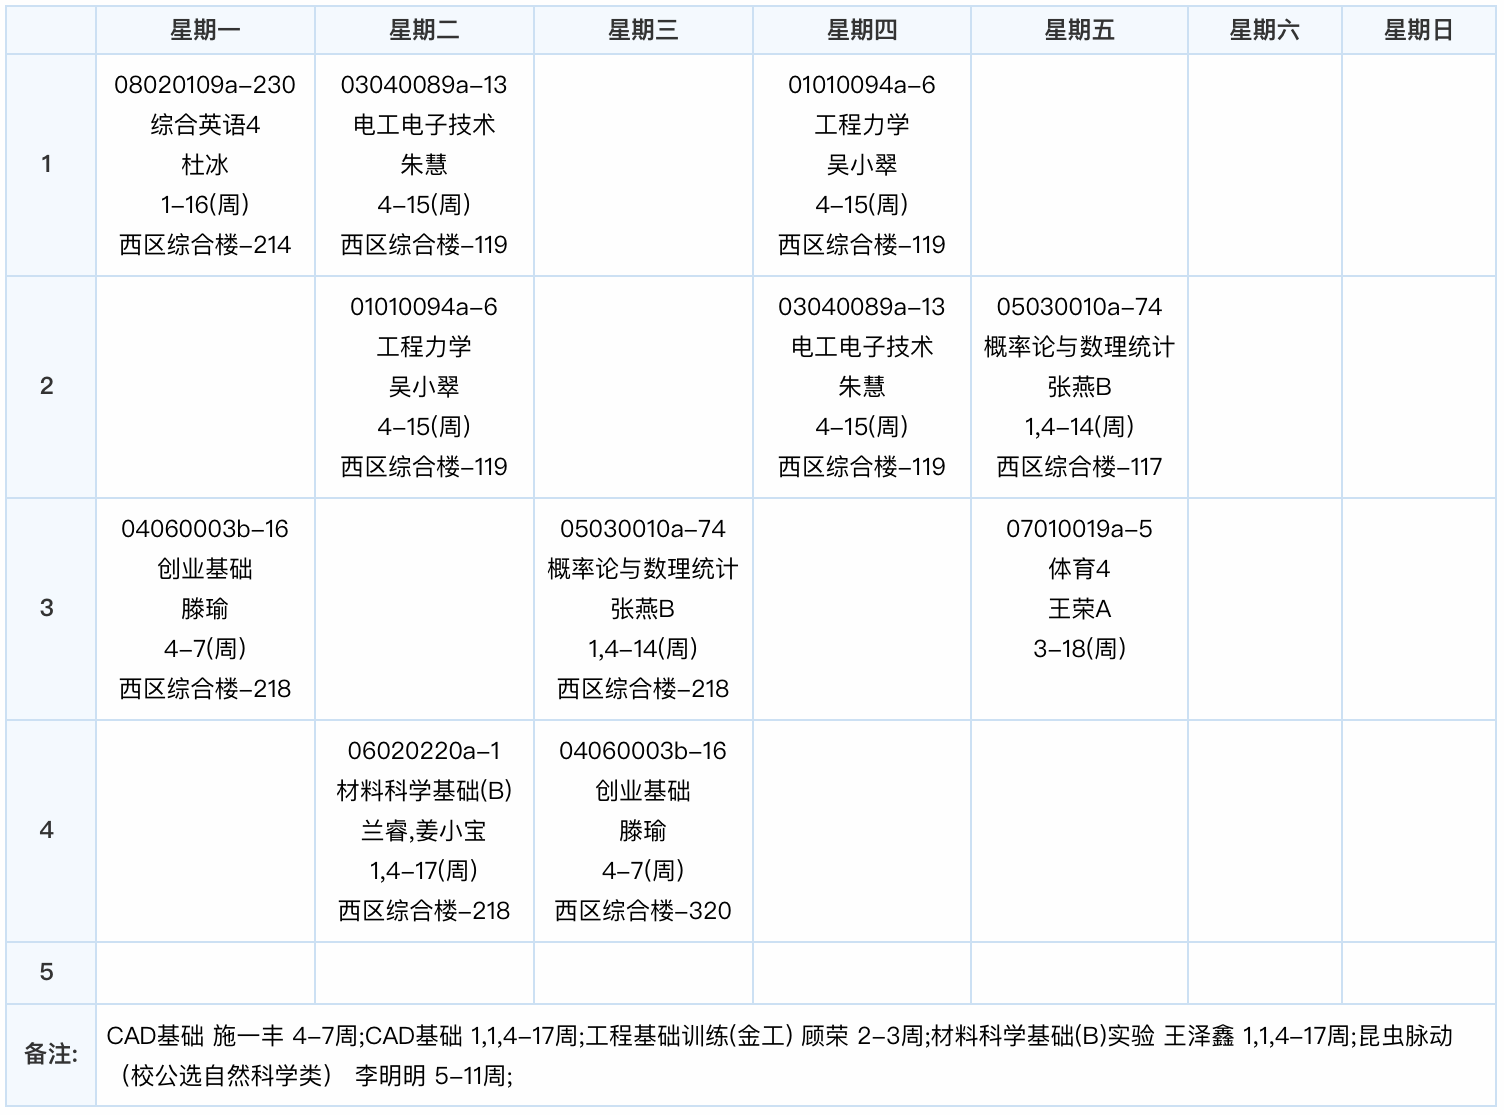 星期一 星期二 星期三 星期四 星期五 星期六 星期日
1
08020109a-230
综合英语4
杜冰
1-16(周)
西区综合楼-214
03040089a-13
电工电子技术
朱慧
4-15(周)
西区综合楼-119
01010094a-6
工程力学
吴小翠
4-15(周)
西区综合楼-119
2
01010094a-6
工程力学
吴小翠
4-15(周)
西区综合楼-119
03040089a-13
电工电子技术
朱慧
4-15(周)
西区综合楼-119
05030010a-74
概率论与数理统计
张燕B
1,4-14(周)
西区综合楼-117
3
04060003b-16
创业基础
滕瑜
4-7(周)
西区综合楼-218
05030010a-74
概率论与数理统计
张燕B
1,4-14(周)
西区综合楼-218
07010019a-5
体育4
王荣A
3-18(周)
4
06020220a-1
材料科学基础(B)
兰睿,姜小宝
1,4-17(周)
西区综合楼-218
04060003b-16
创业基础
滕瑜
4-7(周)
西区综合楼-320
5
备注:
CAD基础 施一丰 4-7周;CAD基础 1,1,4-17周;工程基础训练(金工) 顾荣 2-3周;材料科学基础(B)实验 王泽鑫 1,1,4-17周;昆虫脉动
（校公选自然科学类） 李明明 5-11周;